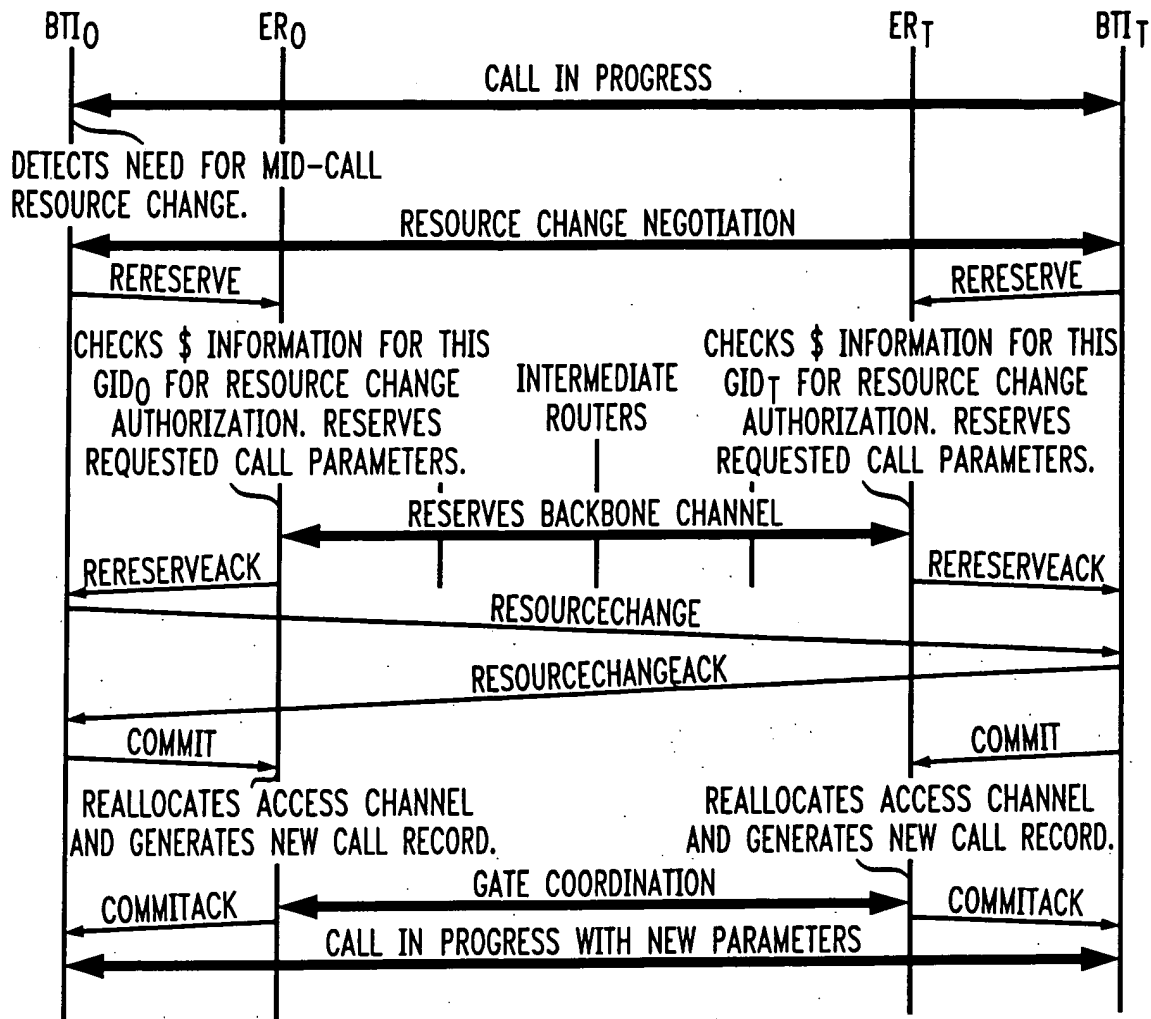 BTI₀ ER₀ ER_T BTI_T
CALL IN PROGRESS
DETECTS NEED FOR MID-CALL
RESOURCE CHANGE.
RESOURCE CHANGE NEGOTIATION
RERESERVE RERESERVE
CHECKS $ INFORMATION FOR THIS
GID₀ FOR RESOURCE CHANGE
AUTHORIZATION. RESERVES
REQUESTED CALL PARAMETERS.
INTERMEDIATE
ROUTERS
CHECKS $ INFORMATION FOR THIS
GID_T FOR RESOURCE CHANGE
AUTHORIZATION. RESERVES
REQUESTED CALL PARAMETERS.
RESERVES BACKBONE CHANNEL
RERESERVEACK RERESERVEACK
RESOURCECHANGE
RESOURCECHANGEACK
COMMIT COMMIT
REALLOCATES ACCESS CHANNEL
AND GENERATES NEW CALL RECORD.
REALLOCATES ACCESS CHANNEL
AND GENERATES NEW CALL RECORD.
GATE COORDINATION
COMMITACK COMMITACK
CALL IN PROGRESS WITH NEW PARAMETERS